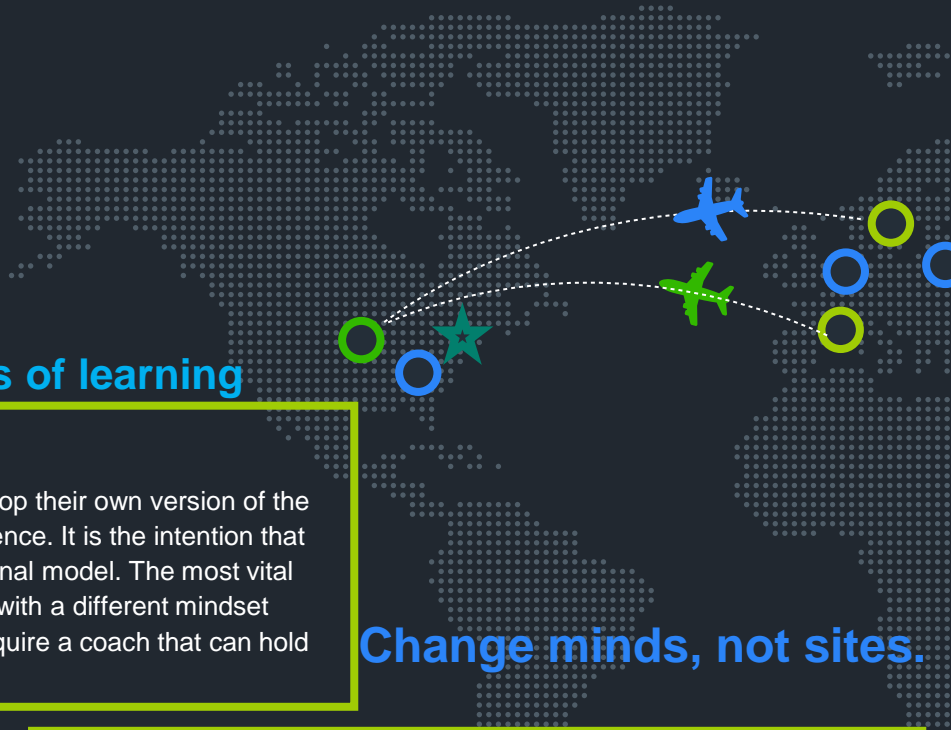 s of learning
op their own version of the
ence. It is the intention that
nal model. The most vital
with a different mindset
quire a coach that can hold
Change minds, not sites.